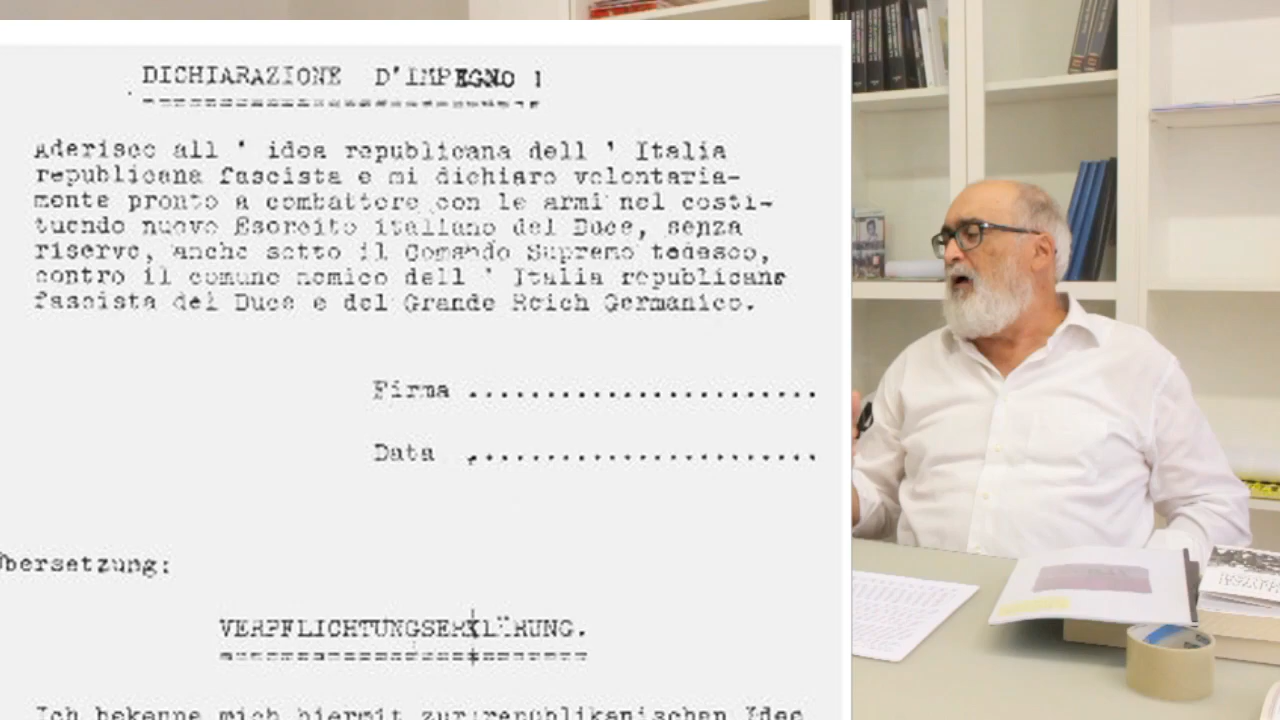 DICHIARAZIONE D'IMPEGNO !
Aderisco all ' idea republicana dell ' Italia
republicana fascista e mi dichiaro volontaria-
mente pronto a combattere con le armi nel costi-
tuendo nuovo Esercito italiano del Duce, senza
riserve, anche sotto il Comando Supremo tedesco,
contro il comune nemico dell ' Italia republicana
fascista del Duce e del Grande Reich Germanico.
Firma .......................
Data .......................
Übersetzung:
VERPFLICHTUNGSERKLÄRUNG.
Ich bekenne mich hiermit zur republikanischen Idee